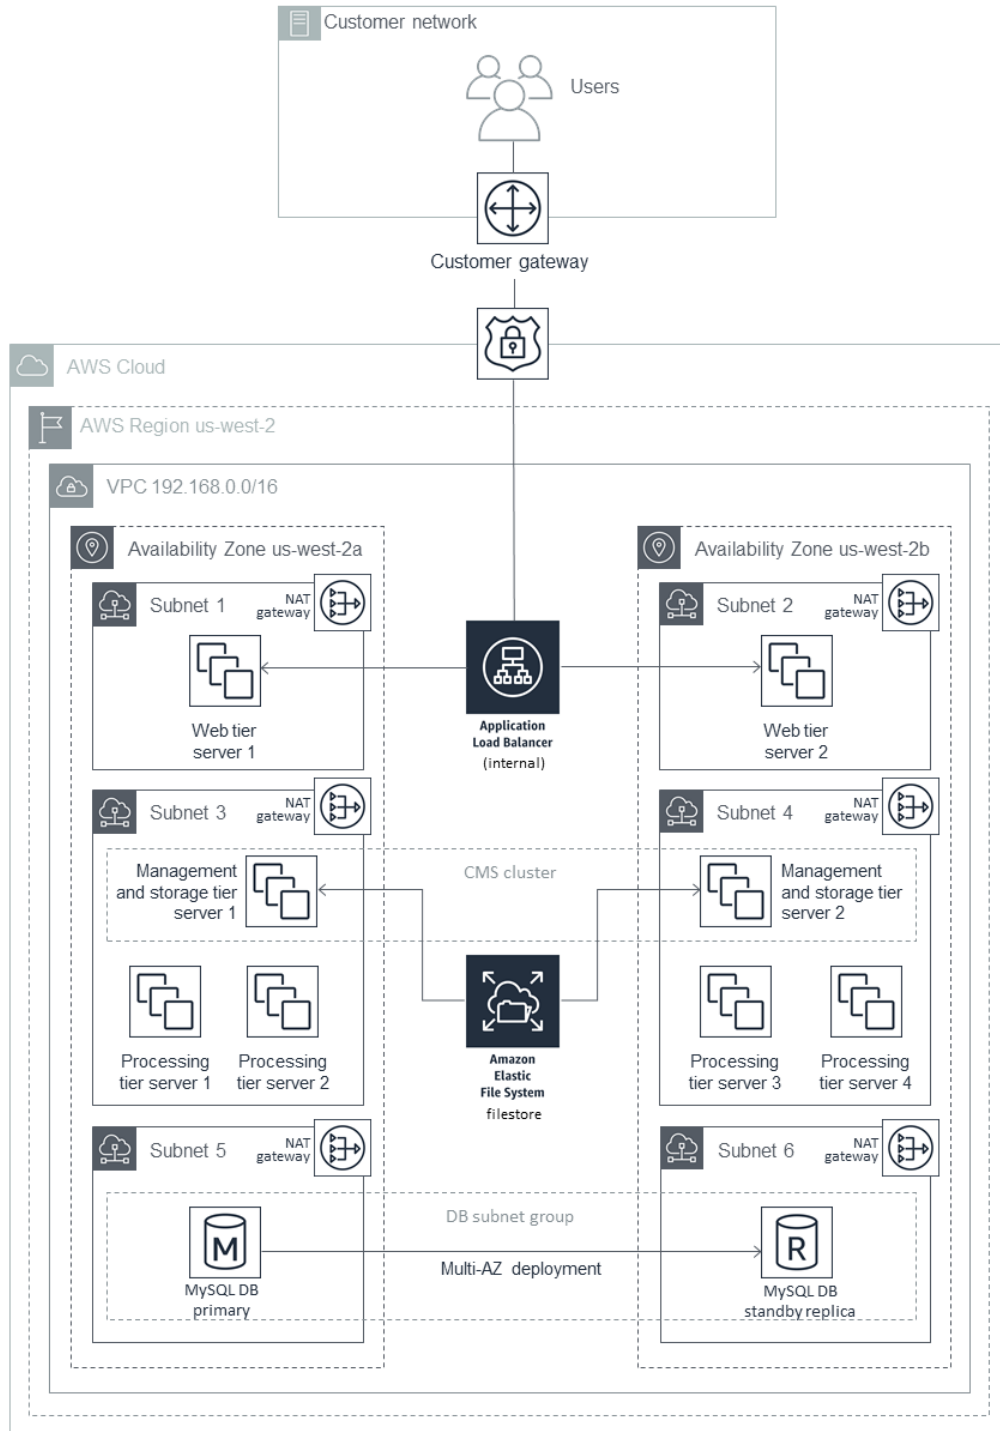 Customer network
Users
Customer gateway
AWS Cloud
AWS Region us-west-2
VPC 192.168.0.0/16
Availability Zone us-west-2a
Availability Zone us-west-2b
Subnet 1
NAT
gateway
Subnet 2
NAT
gateway
Web tier
server 1
Application
Load Balancer
(internal)
Web tier
server 2
Subnet 3
NAT
gateway
Subnet 4
NAT
gateway
Management
and storage tier
server 1
CMS cluster
Management
and storage tier
server 2
Processing
tier server 1
Processing
tier server 2
Amazon
Elastic
File System
filestore
Processing
tier server 3
Processing
tier server 4
Subnet 5
NAT
gateway
Subnet 6
NAT
gateway
DB subnet group
M
R
Multi-AZ deployment
MySQL DB
primary
MySQL DB
standby replica